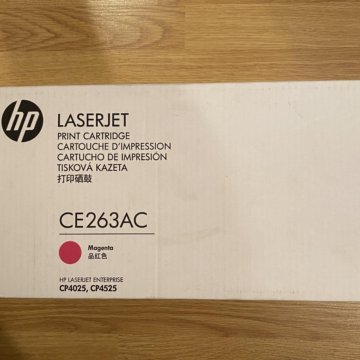 hp
LASERJET
PRINT CARTRIDGE
CARTOUCHE D'IMPRESSION
CARTUCHO DE IMPRESIÓN
TISKOVÁ KAZETA
打印硒鼓
CE263AC
Magenta
品红色
HP LASERJET ENTERPRISE
CP4025, CP4525